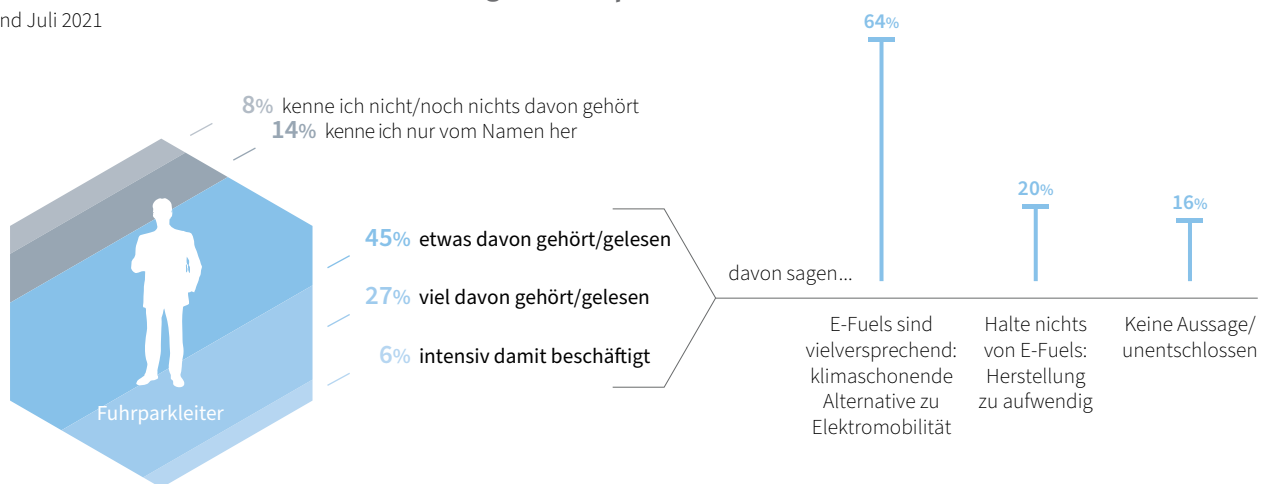 nd Juli 2021
8% kenne ich nicht/noch nichts davon gehört
14% kenne ich nur vom Namen her
45% etwas davon gehört/gelesen
27% viel davon gehört/gelesen
6% intensiv damit beschäftigt
Fuhrparkleiter
davon sagen...
64%
E-Fuels sind
vielversprechend:
klimaschonende
Alternative zu
Elektromobilität
20%
Halte nichts
von E-Fuels:
Herstellung
zu aufwendig
16%
Keine Aussage/
unentschlossen